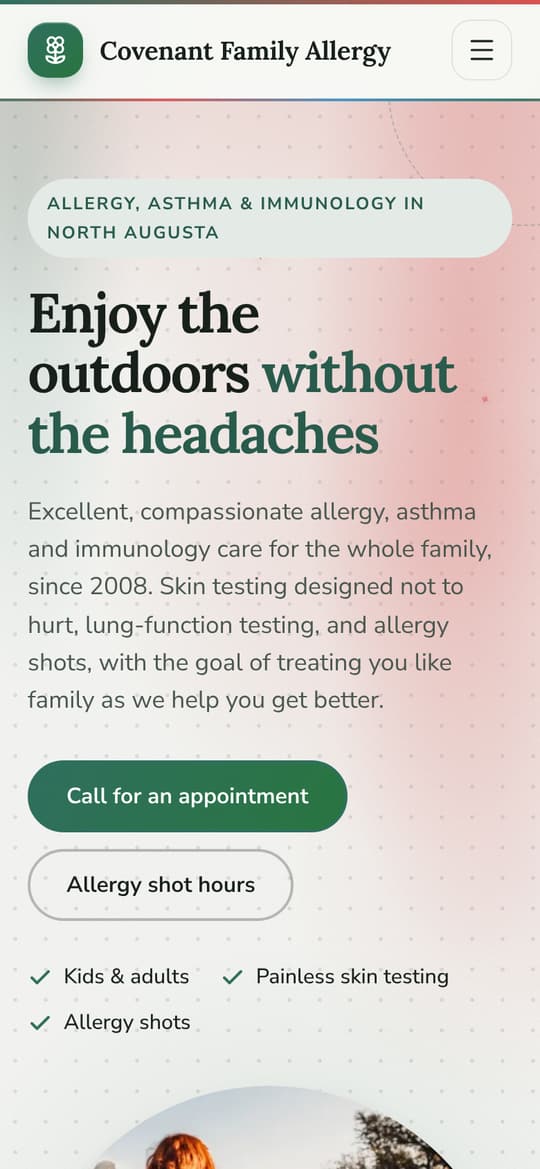 Covenant Family Allergy
ALLERGY, ASTHMA & IMMUNOLOGY IN
NORTH AUGUSTA
Enjoy the
outdoors without
the headaches
Excellent, compassionate allergy, asthma
and immunology care for the whole family,
since 2008. Skin testing designed not to
hurt, lung-function testing, and allergy
shots, with the goal of treating you like
family as we help you get better.
Call for an appointment
Allergy shot hours
Kids & adults
Painless skin testing
Allergy shots